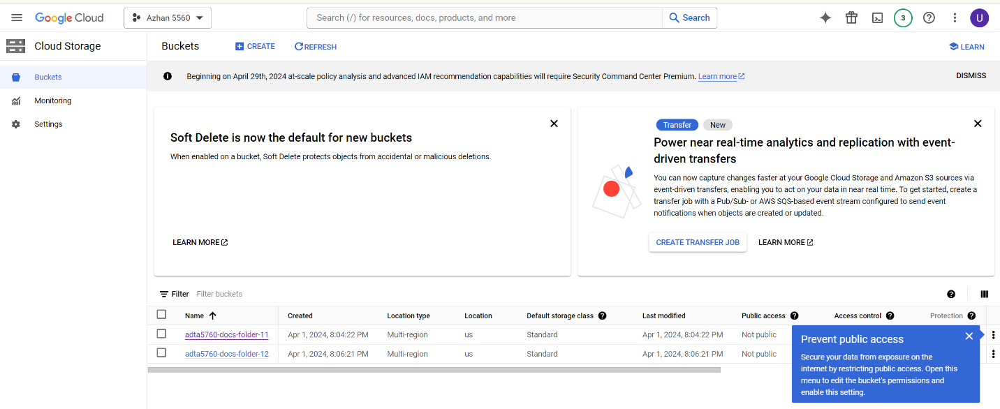 Google Cloud
Azhan 5560
Search (/) for resources, docs, products, and more
Search
3
U
Cloud Storage
Buckets
CREATE
REFRESH
LEARN
Buckets
Monitoring
Settings
Beginning on April 29th, 2024 at-scale policy analysis and advanced IAM recommendation capabilities will require Security Command Center Premium. Learn more
DISMISS
Soft Delete is now the default for new buckets
When enabled on a bucket, Soft Delete protects objects from accidental or malicious deletions.
LEARN MORE
Transfer New
Power near real-time analytics and replication with event-
driven transfers
You can now capture changes faster at your Google Cloud Storage and Amazon S3 sources via
event-driven transfers, enabling you to act on your data in near real time. To get started, create a
transfer job with a Pub/Sub- or AWS SQS-based event stream configured to send event
notifications when objects are created or updated.
CREATE TRANSFER JOB LEARN MORE
Filter Filter buckets
Name Created Location type Location Default storage class Last modified Public access Access control Protection
adta5760-docs-folder-11 Apr 1, 2024, 8:04:22 PM Multi-region us Standard Apr 1, 2024, 8:04:22 PM Not public
adta5760-docs-folder-12 Apr 1, 2024, 8:06:21 PM Multi-region us Standard Apr 1, 2024, 8:06:21 PM Not public
Prevent public access
Secure your data from exposure on the
internet by restricting public access. Open this
menu to edit the bucket's permissions and
enable this setting.